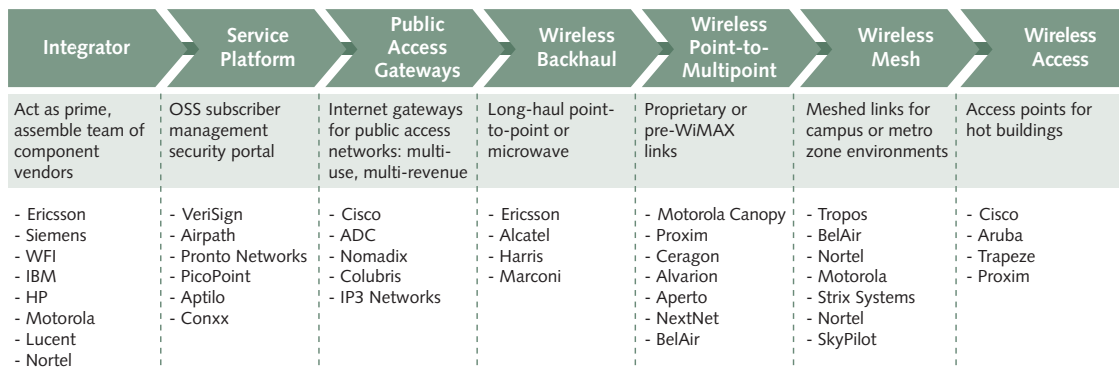 Integrator
Service
Platform
Public
Access
Gateways
Wireless
Backhaul
Wireless
Point-to-
Multipoint
Wireless
Mesh
Wireless
Access
Act as prime,
assemble team of
component
vendors
OSS subscriber
management
security portal
Internet gateways
for public access
networks: multi-
use, multi-revenue
Long-haul point-
to-point or
microwave
Proprietary or
pre-WiMAX
links
Meshed links for
campus or metro
zone environments
Access points for
hot buildings
- Ericsson
- Siemens
- WFI
- IBM
- HP
- Motorola
- Lucent
- Nortel
- VeriSign
- Airpath
- Pronto Networks
- PicoPoint
- Aptilo
- Conxx
- Cisco
- ADC
- Nomadix
- Colubris
- IP3 Networks
- Ericsson
- Alcatel
- Harris
- Marconi
- Motorola Canopy
- Proxim
- Ceragon
- Alvarion
- Aperto
- NextNet
- BelAir
- Tropos
- BelAir
- Nortel
- Motorola
- Strix Systems
- Nortel
- SkyPilot
- Cisco
- Aruba
- Trapeze
- Proxim